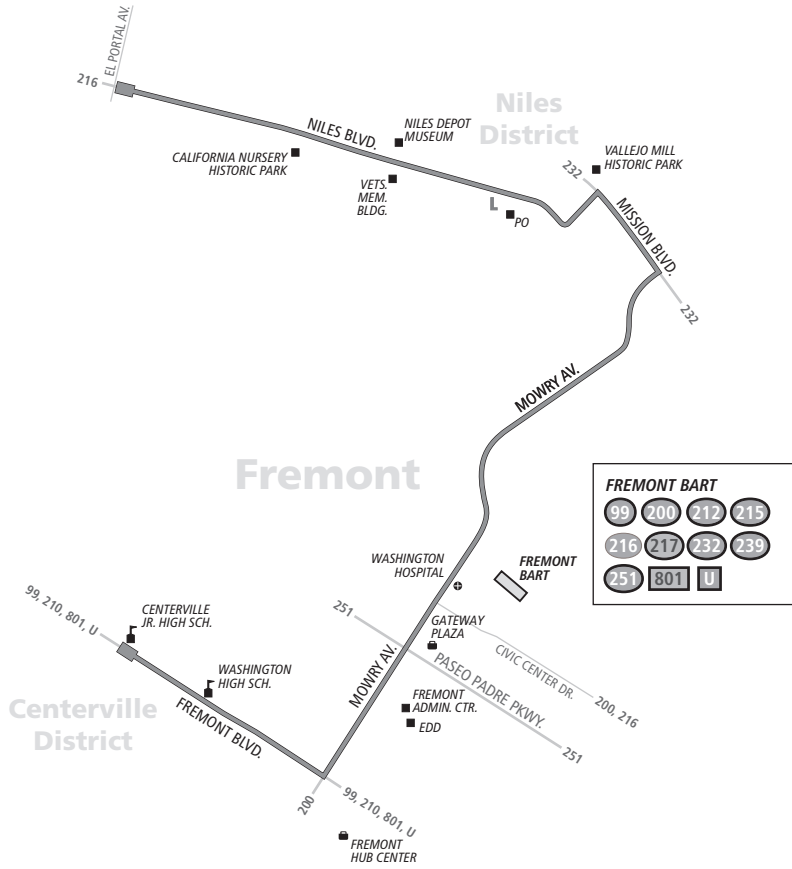 EL PORTAL AV.
216
NILES BLVD.
NILES DEPOT
MUSEUM
Niles
District
CALIFORNIA NURSERY
HISTORIC PARK
VETS.
MEM.
BLDG.
L
PO
232
VALLEJO MILL
HISTORIC PARK
MISSION BLVD.
232
MOWRY AV.
Fremont
FREMONT BART
99 200 212 215
216 217 232 239
251 801 U
WASHINGTON
HOSPITAL
FREMONT
BART
99, 210, 801, U
CENTERVILLE
JR. HIGH SCH.
251
GATEWAY
PLAZA
CIVIC CENTER DR.
200, 216
WASHINGTON
HIGH SCH.
MOWRY AV.
PASEO PADRE PKWY.
251
FREMONT
ADMIN. CTR.
EDD
Centerville
District
FREMONT BLVD.
200
99, 210, 801, U
FREMONT
HUB CENTER